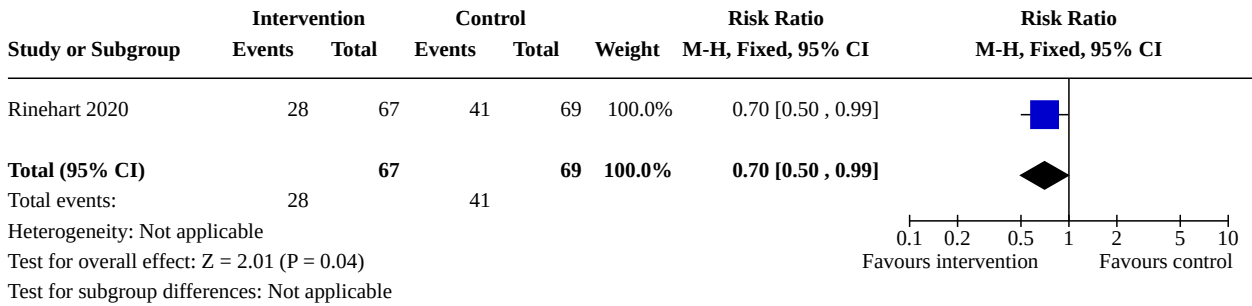 Intervention Control Risk Ratio Risk Ratio
Study or Subgroup Events Total Events Total Weight M-H, Fixed, 95% CI M-H, Fixed, 95% CI
Rinehart 2020 28 67 41 69 100.0% 0.70 [0.50 , 0.99]
Total (95% CI) 67 69 100.0% 0.70 [0.50 , 0.99]
Total events: 28 41
Heterogeneity: Not applicable
0.1 0.2 0.5 1 2 5 10
Test for overall effect: Z = 2.01 (P = 0.04) Favours intervention Favours control
Test for subgroup differences: Not applicable